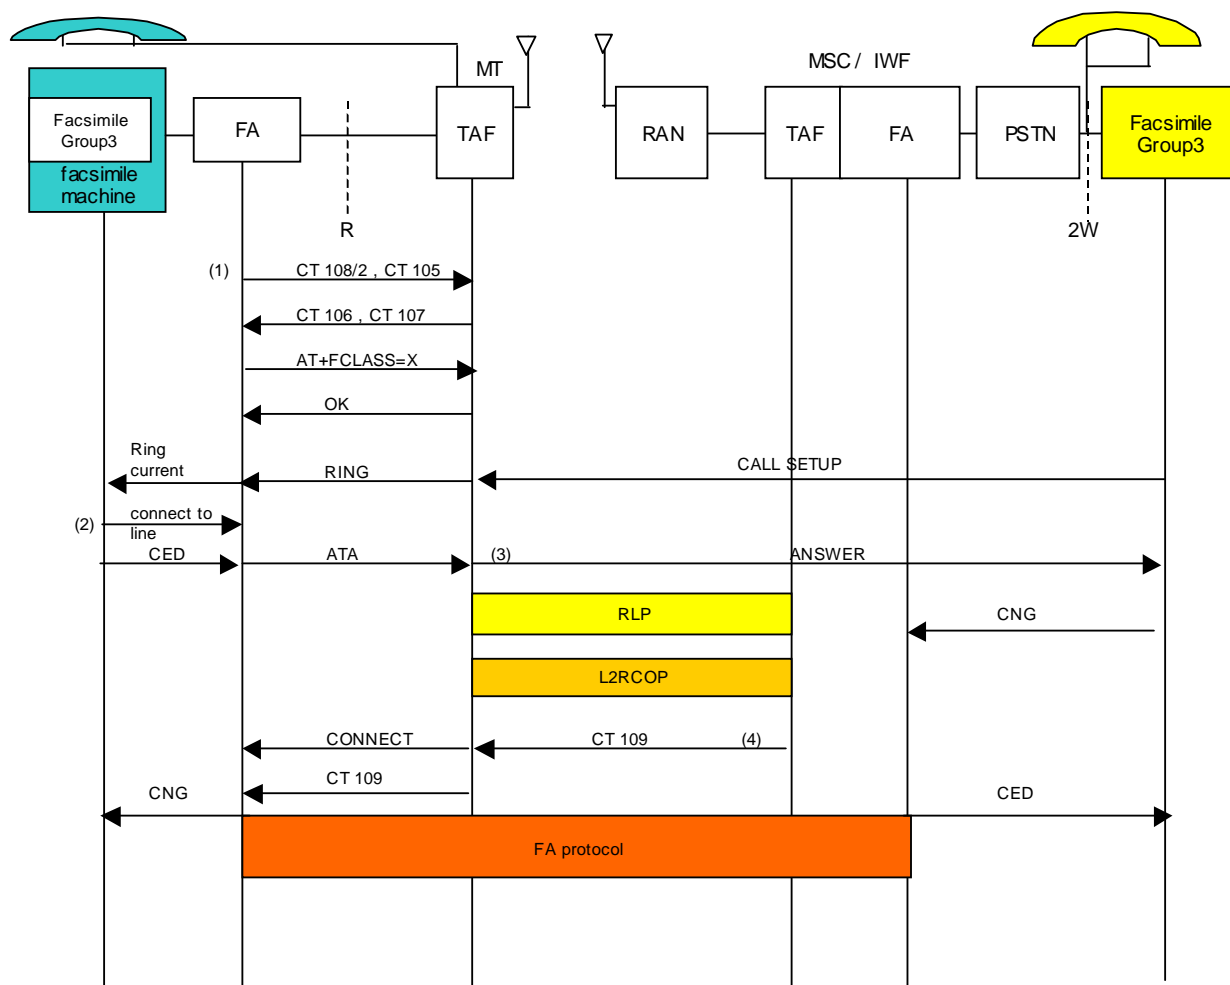 MT
MSC / IWF
Facsimile
Group3
facsimile
machine
FA
TAF
RAN
TAF
FA
PSTN
Facsimile
Group3
R
2W
(1)
CT 108/2 , CT 105
CT 106 , CT 107
AT+FCLASS=X
OK
Ring
current
RING
CALL SETUP
(2)
connect to
line
CED
ATA
(3)
ANSWER
RLP
CNG
L2RCOP
CONNECT
CT 109
(4)
CT 109
CNG
CED
FA protocol